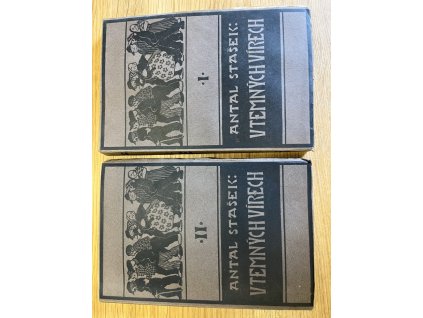 ·I·
ANTAL STAŠEK:
V TEMNÝCH VÍRECH
·II·
ANTAL STAŠEK:
V TEMNÝCH VÍRECH